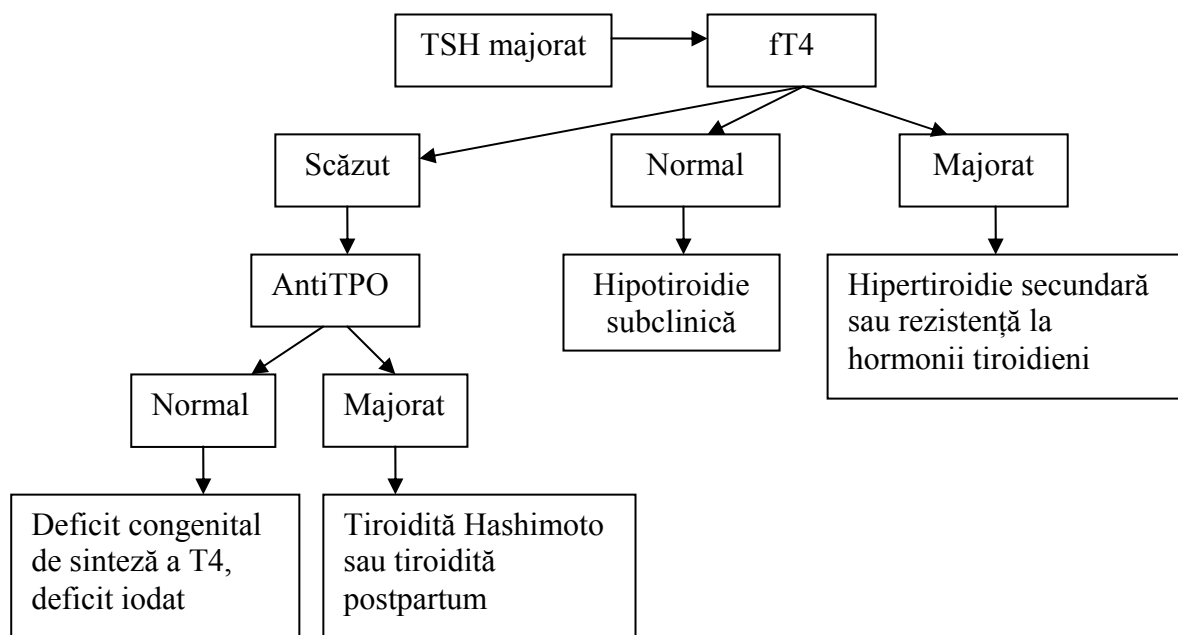 TSH majorat
fT4
Scăzut
Normal
Majorat
AntiTPO
Hipotiroidie
subclinică
Hipertiroidie secundară
sau rezistență la
hormonii tiroidieni
Normal
Majorat
Deficit congenital
de sinteză a T4,
deficit iodat
Tiroidită Hashimoto
sau tiroidită
postpartum